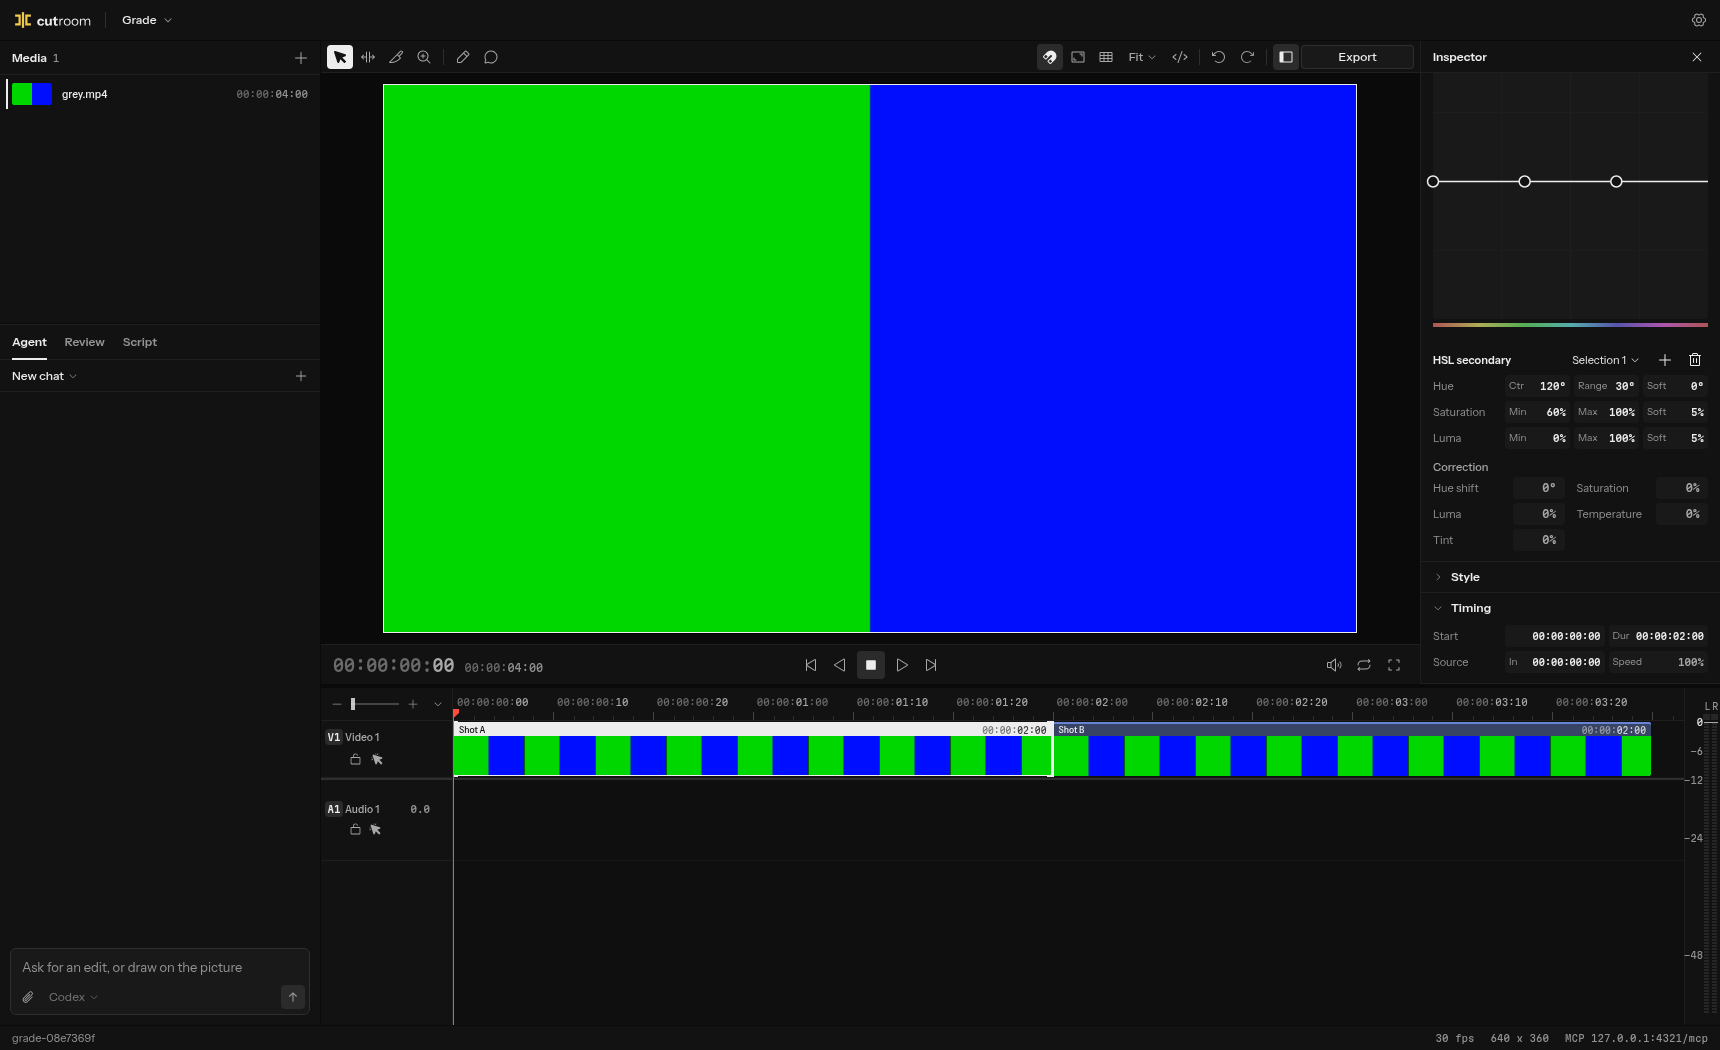 cutroom
Grade
Media 1
grey.mp4
00:00:04:00
Agent
Review
Script
New chat
Ask for an edit, or draw on the picture
Codex
Fit
Export
00:00:00:00
00:00:04:00
Inspector
HSL secondary
Selection 1
Hue
Ctr 120°
Range 30°
Soft 0°
Saturation
Min 60%
Max 100%
Soft 5%
Luma
Min 0%
Max 100%
Soft 5%
Correction
Hue shift 0°
Saturation 0%
Luma 0%
Temperature 0%
Tint 0%
Style
Timing
Start
00:00:00:00
Dur 00:00:02:00
Source
In 00:00:00:00
Speed 100%
00:00:00:00
00:00:00:10
00:00:00:20
00:00:01:00
00:00:01:10
00:00:01:20
00:00:02:00
00:00:02:10
00:00:02:20
00:00:03:00
00:00:03:10
00:00:03:20
V1 Video 1
Shot A
00:00:02:00
Shot B
00:00:02:00
A1 Audio 1
0.0
L R
0
-6
-12
-24
-48
grade-08e7369f
30 fps
640 x 360
MCP 127.0.0.1:4321/mcp